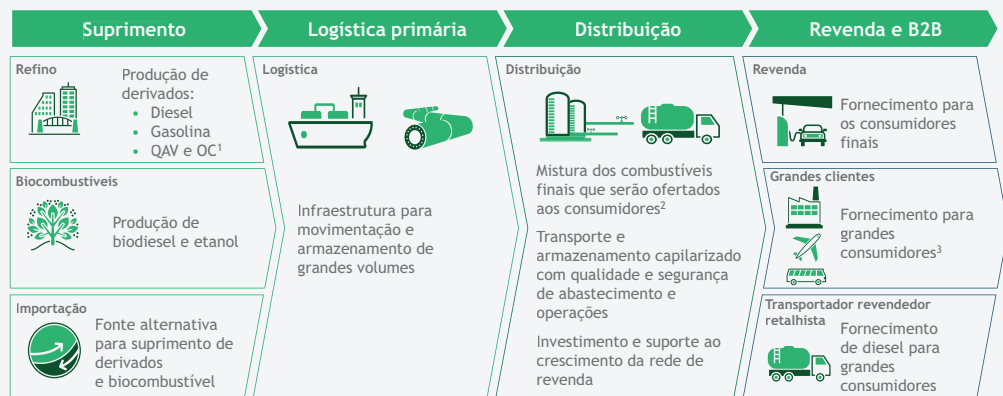 Suprimento
Logística primária
Distribuição
Revenda e B2B
Refino
Produção de
derivados:
• Diesel
• Gasolina
• QAV e OC¹
Biocombustíveis
Produção de
biodiesel e etanol
Importação
Fonte alternativa
para suprimento de
derivados
e biocombustível
Logística
Infraestrutura para
movimentação e
armazenamento de
grandes volumes
Distribuição
Mistura dos combustíveis
finais que serão ofertados
aos consumidores²
Transporte e
armazenamento capilarizado
com qualidade e segurança
de abastecimento e
operações
Investimento e suporte ao
crescimento da rede de
revenda
Revenda
Fornecimento para
os consumidores
finais
Grandes clientes
Fornecimento para
grandes
consumidores³
Transportador revendedor
retalhista
Fornecimento
de diesel para
grandes
consumidores